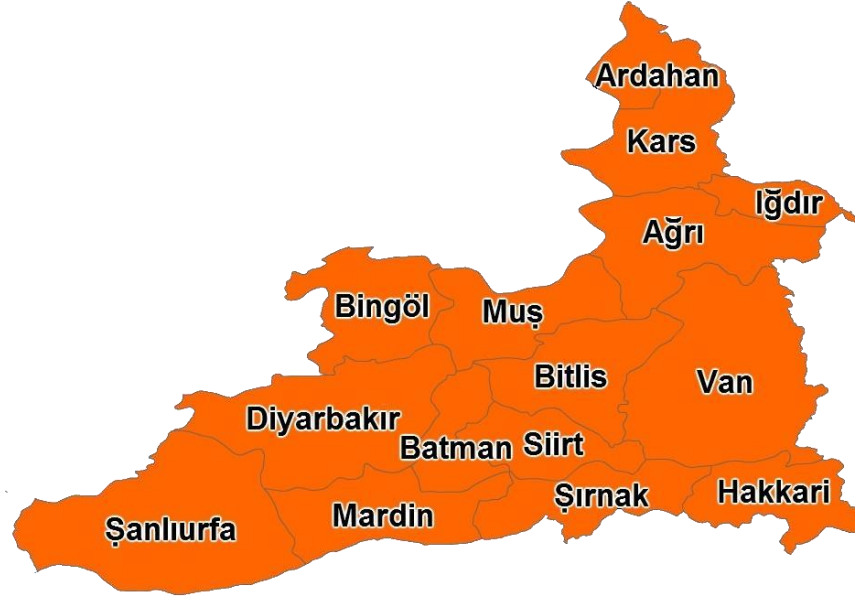 Ardahan
Kars
Iğdır
Ağrı
Bingöl
Muş
Bitlis
Van
Diyarbakır
Batman
Siirt
Şanlıurfa
Mardin
Şırnak
Hakkari